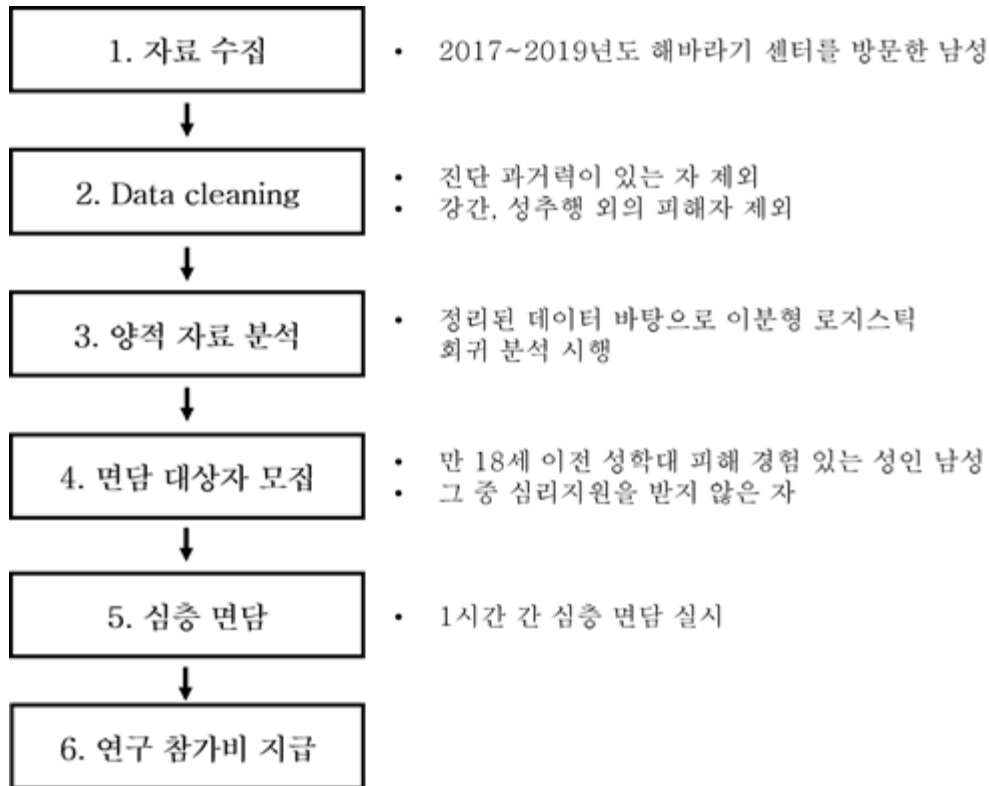 1. 자료 수집
• 2017~2019년도 해바라기 센터를 방문한 남성
2. Data cleaning
• 진단 과거력이 있는 자 제외
• 강간, 성추행 외의 피해자 제외
3. 양적 자료 분석
• 정리된 데이터 바탕으로 이분형 로지스틱
회귀 분석 시행
4. 면담 대상자 모집
• 만 18세 이전 성학대 피해 경험 있는 성인 남성
• 그 중 심리지원을 받지 않은 자
5. 심층 면담
• 1시간 간 심층 면담 실시
6. 연구 참가비 지급